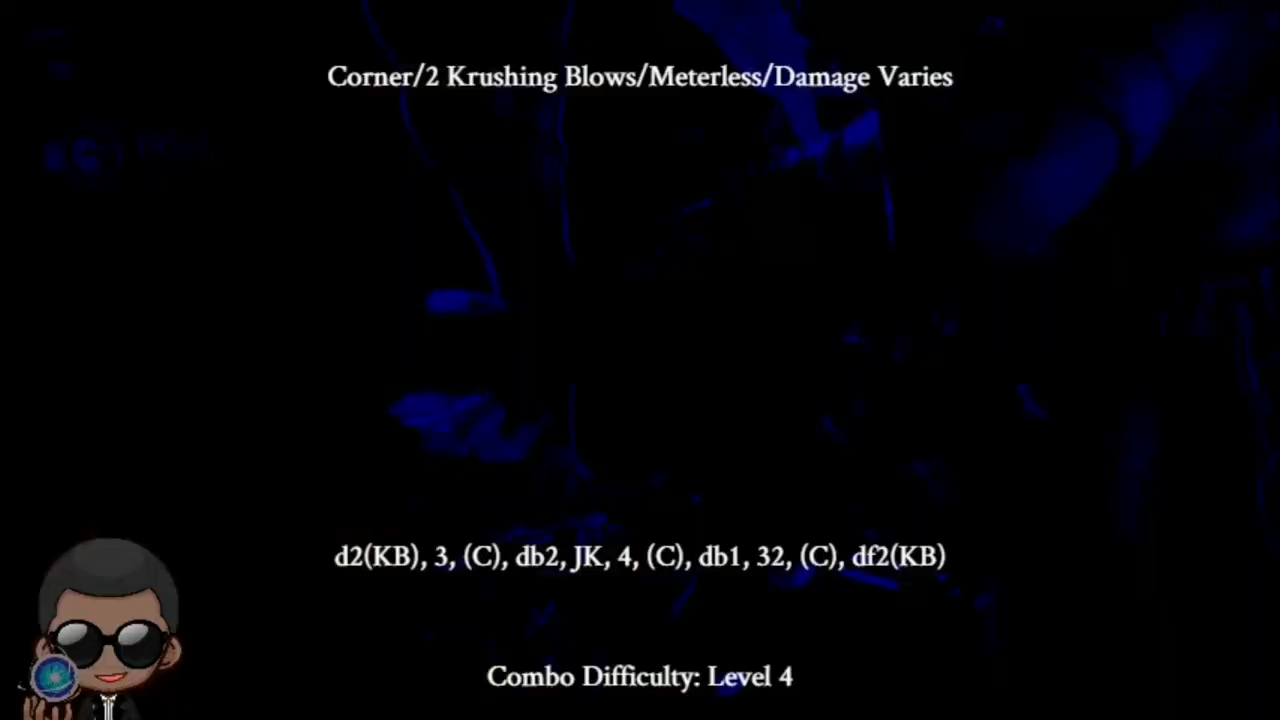 Corner/2 Krushing Blows/Meterless/Damage Varies
d2(KB), 3, (C), db2, JK, 4, (C), db1, 32, (C), df2(KB)
Combo Difficulty: Level 4